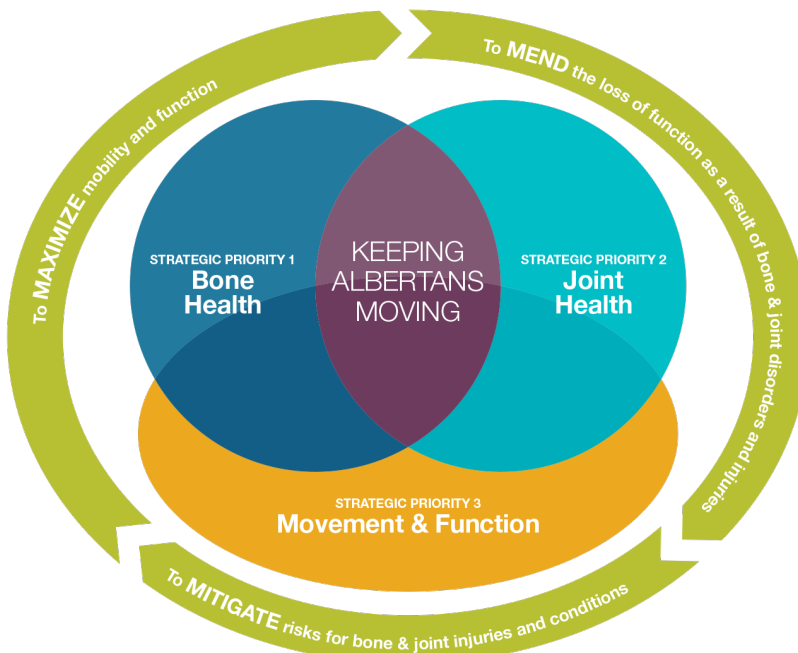 To MAXIMIZE mobility and function
To MEND the loss of function as a result of bone & joint disorders and injuries
STRATEGIC PRIORITY 1
Bone
Health
KEEPING
ALBERTANS
MOVING
STRATEGIC PRIORITY 2
Joint
Health
STRATEGIC PRIORITY 3
Movement & Function
To MITIGATE risks for bone & joint injuries and conditions